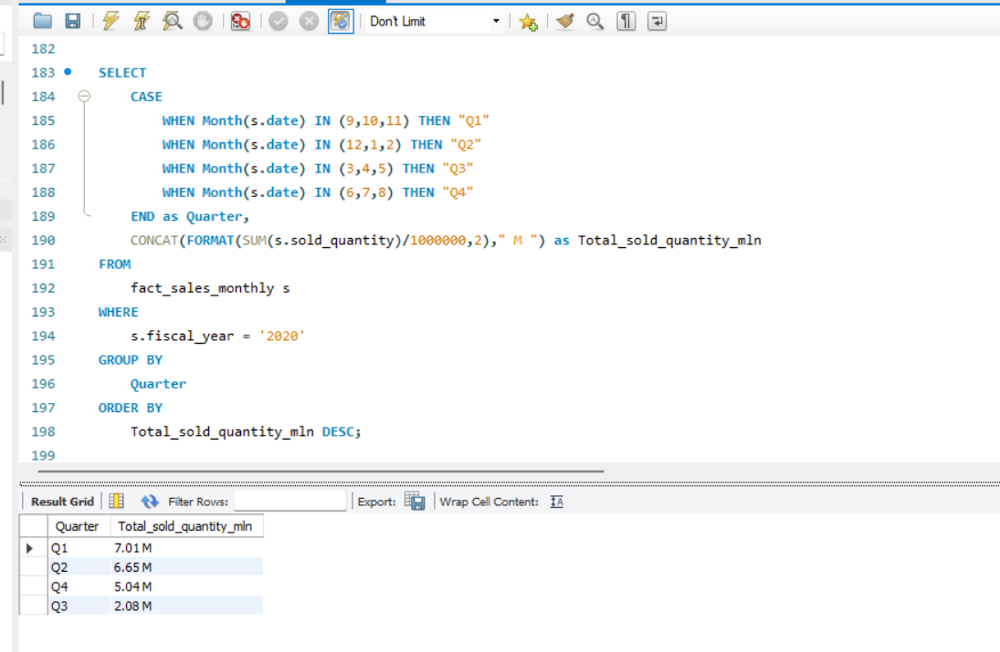 Don't Limit
182
183 SELECT
184 CASE
185 WHEN Month(s.date) IN (9,10,11) THEN "Q1"
186 WHEN Month(s.date) IN (12,1,2) THEN "Q2"
187 WHEN Month(s.date) IN (3,4,5) THEN "Q3"
188 WHEN Month(s.date) IN (6,7,8) THEN "Q4"
189 END as Quarter,
190 CONCAT(FORMAT(SUM(s.sold_quantity)/1000000,2)," M ") as Total_sold_quantity_mln
191 FROM
192 fact_sales_monthly s
193 WHERE
194 s.fiscal_year = '2020'
195 GROUP BY
196 Quarter
197 ORDER BY
198 Total_sold_quantity_mln DESC;
199
Result Grid Filter Rows: Export: Wrap Cell Content:
Quarter Total_sold_quantity_mln
Q1 7.01 M
Q2 6.65 M
Q4 5.04 M
Q3 2.08 M